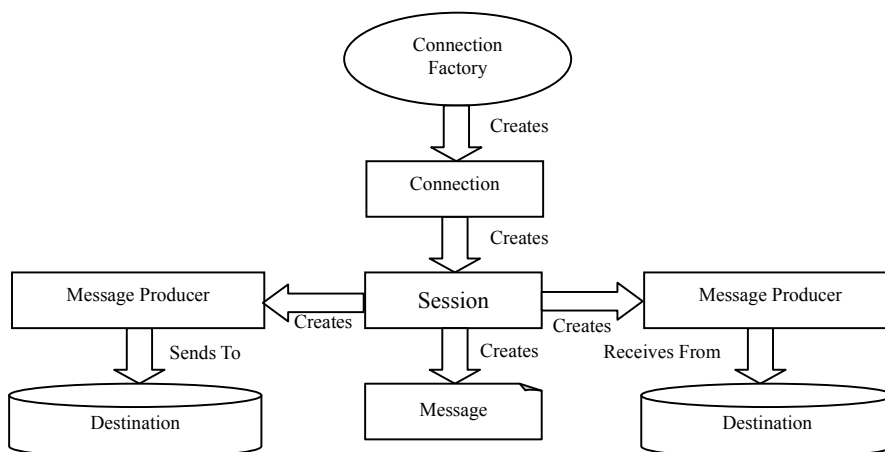 Connection
Factory
Creates
Connection
Creates
Message Producer
Session
Message Producer
Creates
Creates
Sends To
Creates
Receives From
Destination
Message
Destination